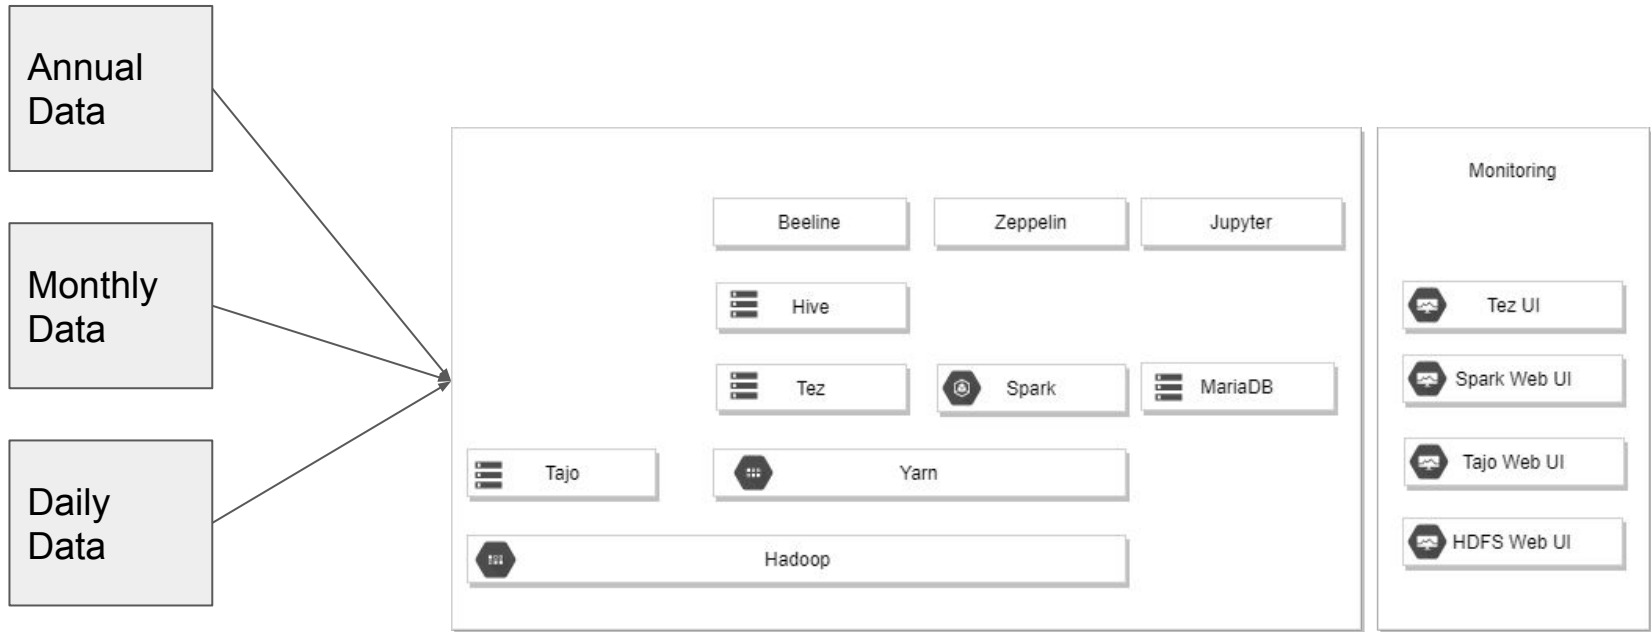 Annual
Data
Monthly
Data
Daily
Data
Beeline
Zeppelin
Jupyter
Hive
Tez
Spark
MariaDB
Tajo
Yarn
Hadoop
Monitoring
Tez UI
Spark Web UI
Tajo Web UI
HDFS Web UI